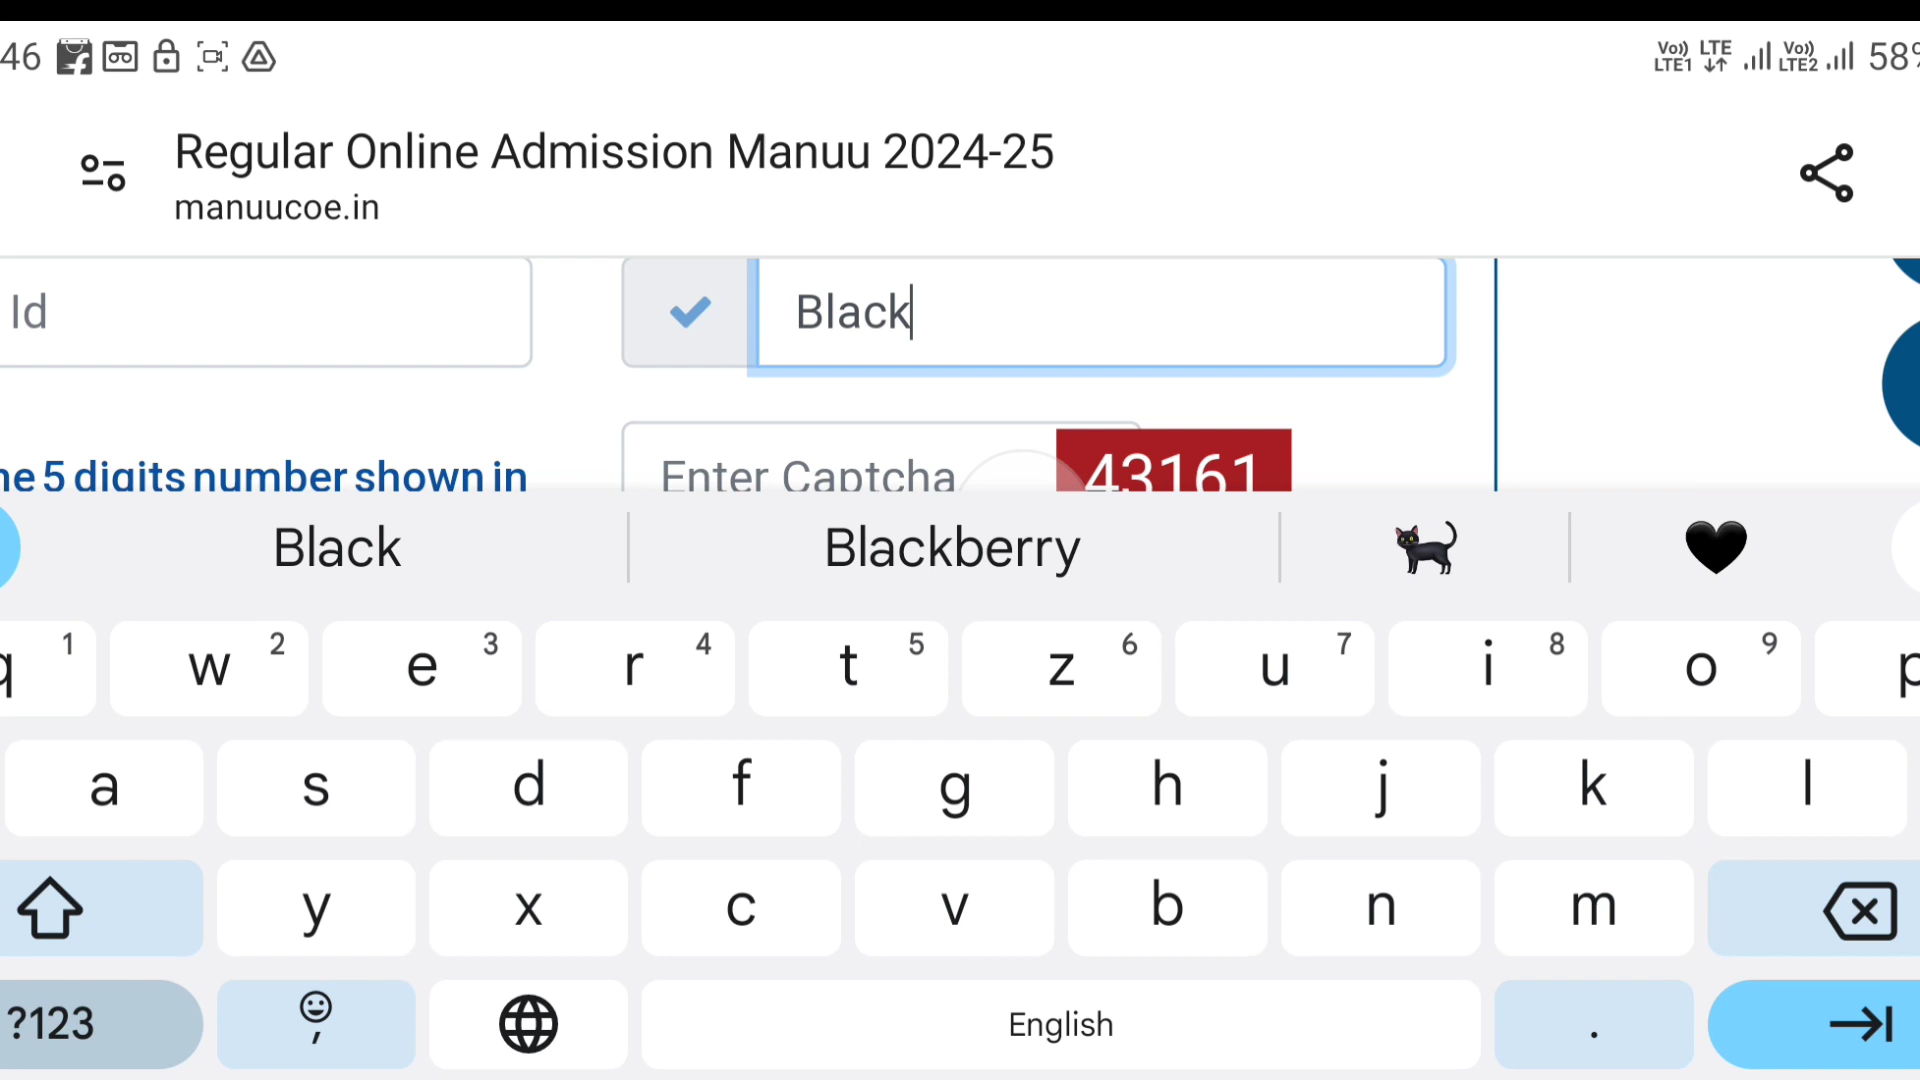 46
Vo)) LTE1 LTE Vo)) LTE2 58%
Regular Online Admission Manuu 2024-25
manuucoe.in
Id
Black
he 5 digits number shown in
Enter Captcha
43161
Black Blackberry
q 1 w 2 e 3 r 4 t 5 z 6 u 7 i 8 o 9 p
a s d f g h j k l
y x c v b n m
?123 , English .